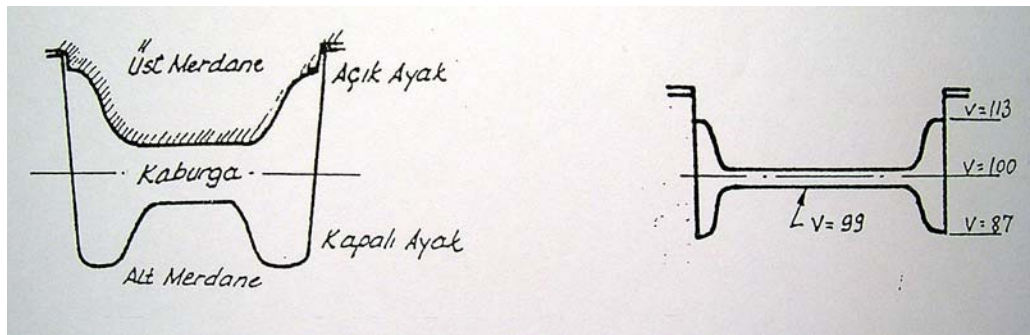 Üst Merdane
Açık Ayak
Kaburga
Kapalı Ayak
Alt Merdane
V=113
V=100
V=99
V=87